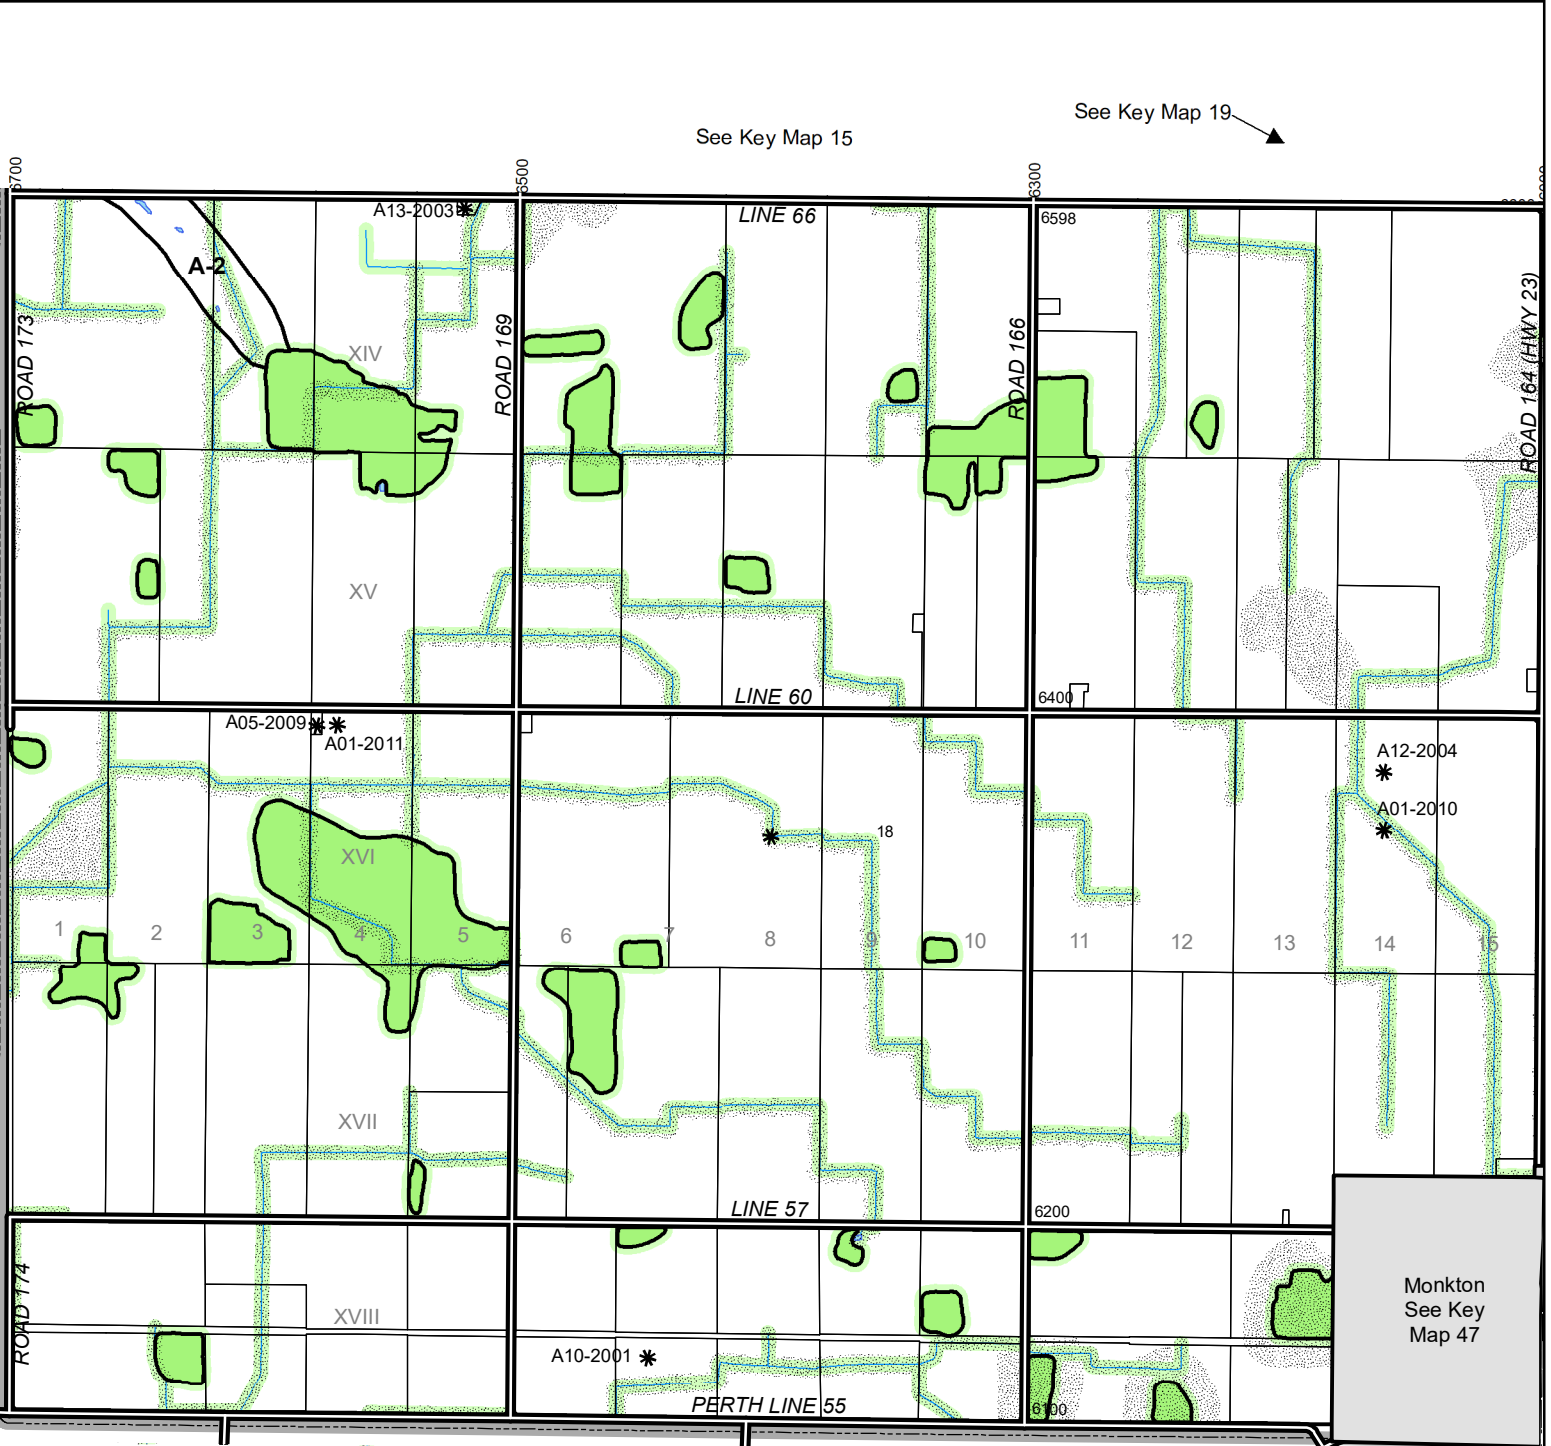 See Key Map 19
See Key Map 15
6700
6500
6300
A13-2003
LINE 66
6598
A-2
ROAD 173
XIV
ROAD 169
ROAD 166
ROAD 164 (HWY 23)
XV
LINE 60
6400
A05-2009
A01-2011
A12-2004
A01-2010
18
XVI
1
2
3
4
5
6
7
8
9
10
11
12
13
14
15
XVII
LINE 57
6200
ROAD 174
XVIII
Monkton
See Key
Map 47
A10-2001
PERTH LINE 55
6100